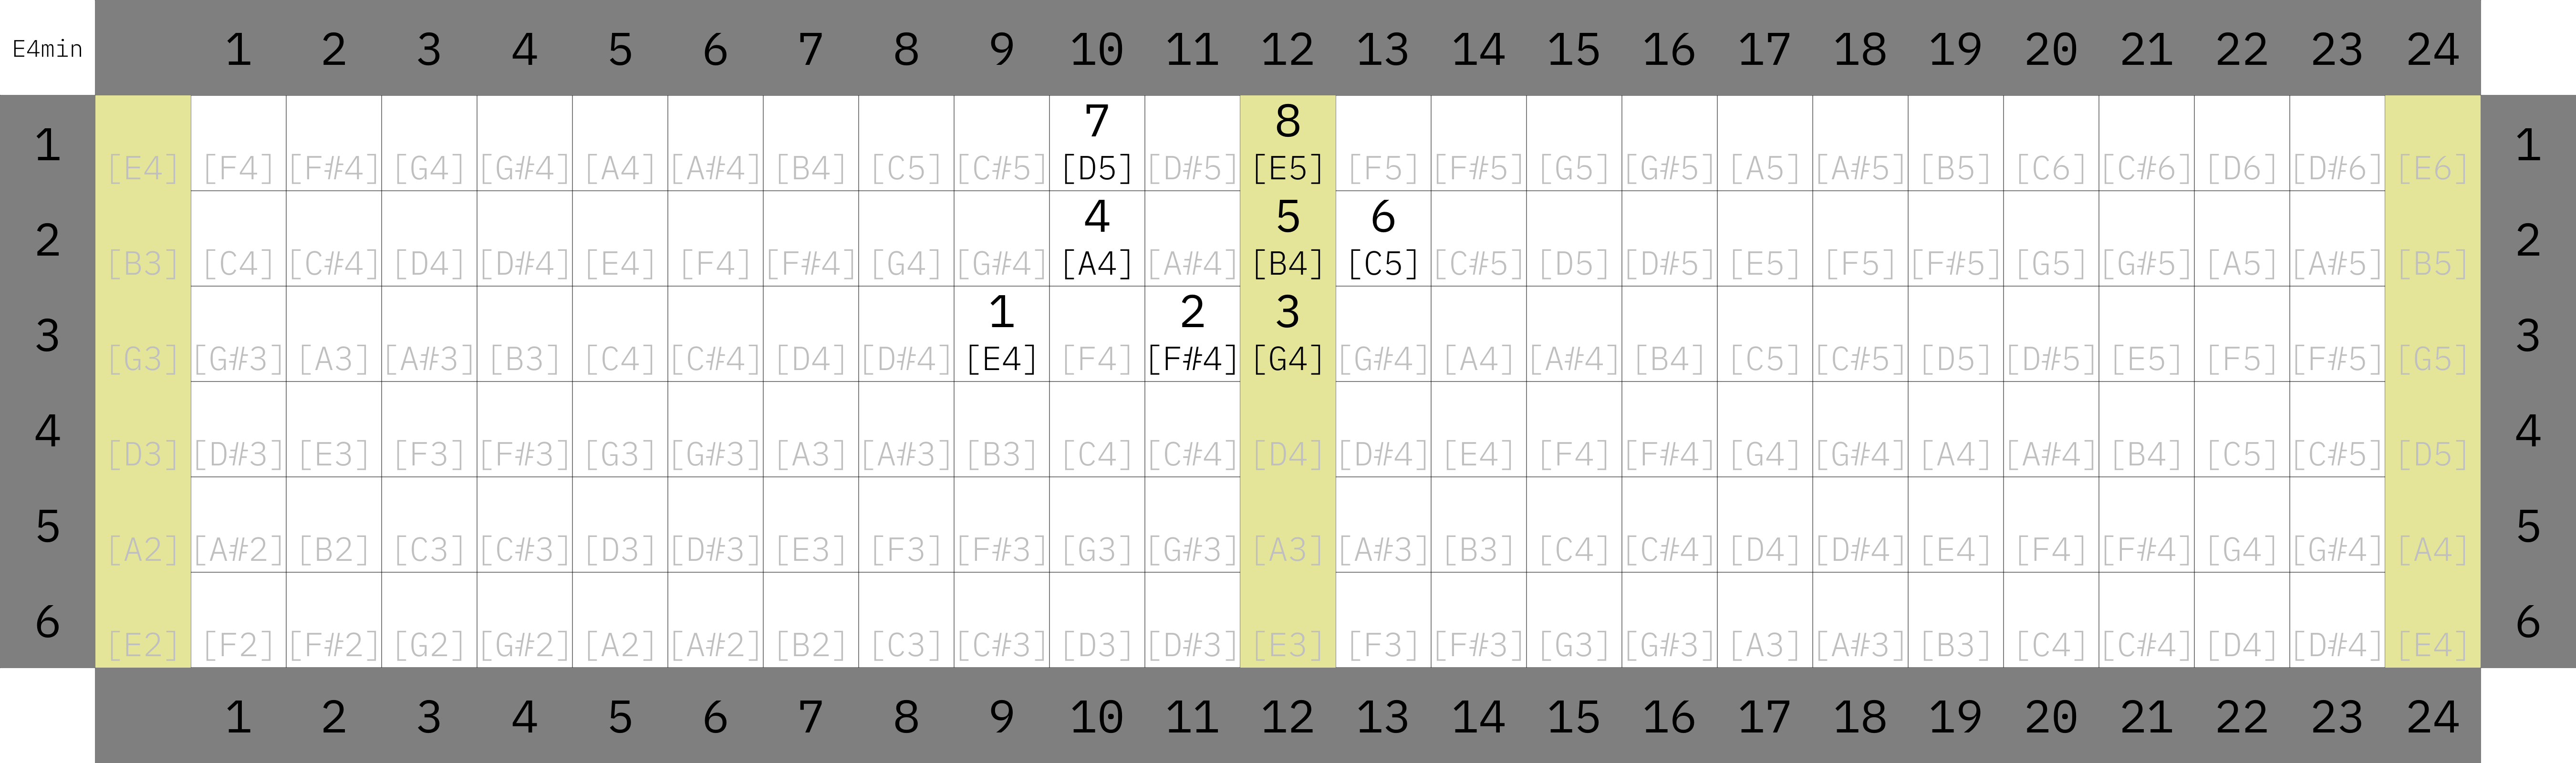 E4min 1 2 3 4 5 6 7 8 9 10 11 12 13 14 15 16 17 18 19 20 21 22 23 24
7 8
1 [E4] [F4] [F#4] [G4] [G#4] [A4] [A#4] [B4] [C5] [C#5] [D5] [D#5] [E5] [F5] [F#5] [G5] [G#5] [A5] [A#5] [B5] [C6] [C#6] [D6] [D#6] [E6] 1
4 5 6
2 [B3] [C4] [C#4] [D4] [D#4] [E4] [F4] [F#4] [G4] [G#4] [A4] [A#4] [B4] [C5] [C#5] [D5] [D#5] [E5] [F5] [F#5] [G5] [G#5] [A5] [A#5] [B5] 2
1 2 3
3 [G3] [G#3] [A3] [A#3] [B3] [C4] [C#4] [D4] [D#4] [E4] [F4] [F#4] [G4] [G#4] [A4] [A#4] [B4] [C5] [C#5] [D5] [D#5] [E5] [F5] [F#5] [G5] 3
4 [D3] [D#3] [E3] [F3] [F#3] [G3] [G#3] [A3] [A#3] [B3] [C4] [C#4] [D4] [D#4] [E4] [F4] [F#4] [G4] [G#4] [A4] [A#4] [B4] [C5] [C#5] [D5] 4
5 [A2] [A#2] [B2] [C3] [C#3] [D3] [D#3] [E3] [F3] [F#3] [G3] [G#3] [A3] [A#3] [B3] [C4] [C#4] [D4] [D#4] [E4] [F4] [F#4] [G4] [G#4] [A4] 5
6 [E2] [F2] [F#2] [G2] [G#2] [A2] [A#2] [B2] [C3] [C#3] [D3] [D#3] [E3] [F3] [F#3] [G3] [G#3] [A3] [A#3] [B3] [C4] [C#4] [D4] [D#4] [E4] 6
1 2 3 4 5 6 7 8 9 10 11 12 13 14 15 16 17 18 19 20 21 22 23 24